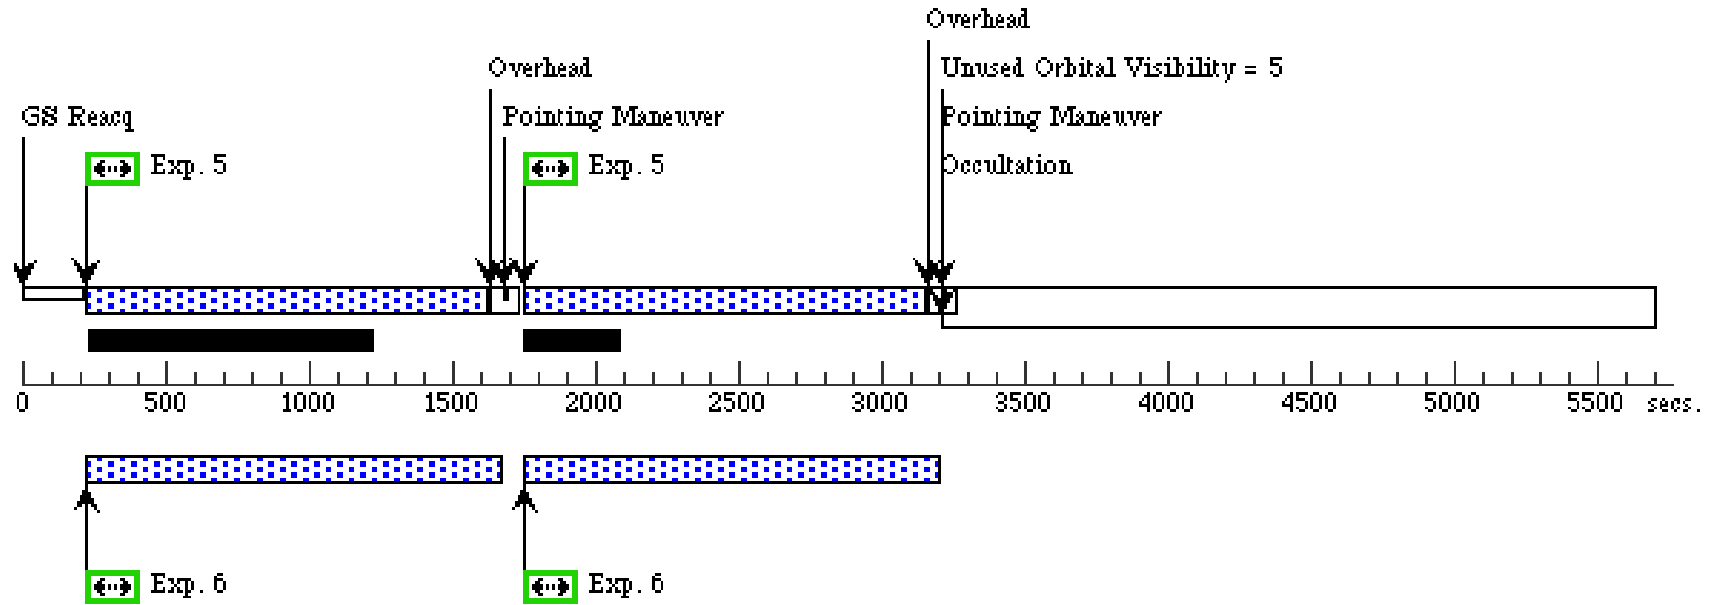 Overhead
Overhead
Unused Orbital Visibility = 5
GS Reacq
Pointing Maneuver
Pointing Maneuver
Exp. 5
Exp. 5
Occultation
0 500 1000 1500 2000 2500 3000 3500 4000 4500 5000 5500 secs.
Exp. 6
Exp. 6